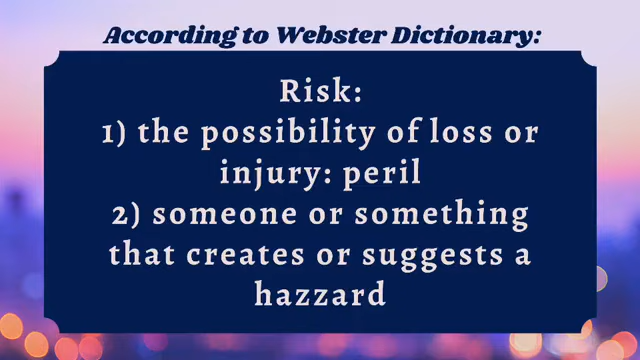 According to Webster Dictionary:
Risk:
1) the possibility of loss or
injury: peril
2) someone or something
that creates or suggests a
hazzard